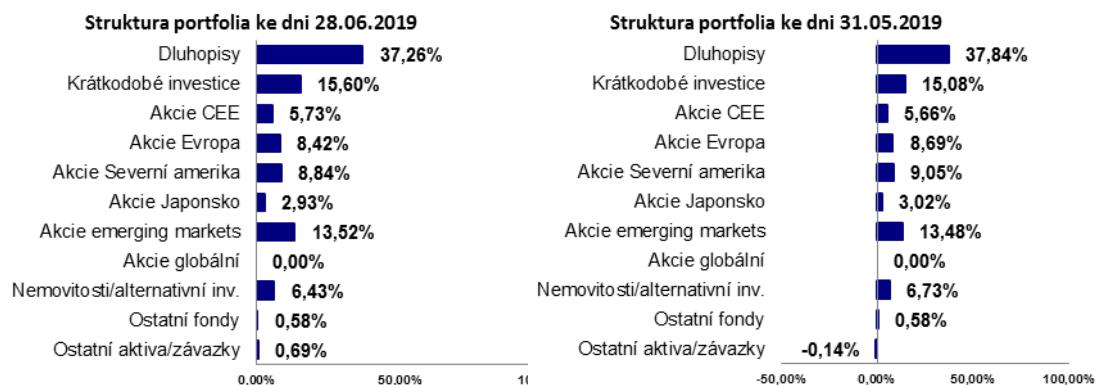 Struktura portfolia ke dni 28.06.2019
Dluhopisy 37,26%
Krátkodobé investice 15,60%
Akcie CEE 5,73%
Akcie Evropa 8,42%
Akcie Severní amerika 8,84%
Akcie Japonsko 2,93%
Akcie emerging markets 13,52%
Akcie globální 0,00%
Nemovitosti/alternativní inv. 6,43%
Ostatní fondy 0,58%
Ostatní aktiva/závazky 0,69%
0.00% 50,00% 10
Struktura portfolia ke dni 31.05.2019
Dluhopisy 37,84%
Krátkodobé investice 15,08%
Akcie CEE 5,66%
Akcie Evropa 8,69%
Akcie Severní amerika 9,05%
Akcie Japonsko 3,02%
Akcie emerging markets 13,48%
Akcie globální 0,00%
Nemovitosti/alternativní inv. 6,73%
Ostatní fondy 0,58%
Ostatní aktiva/závazky -0,14%
-50,00% 0,00% 50,00% 100,00%